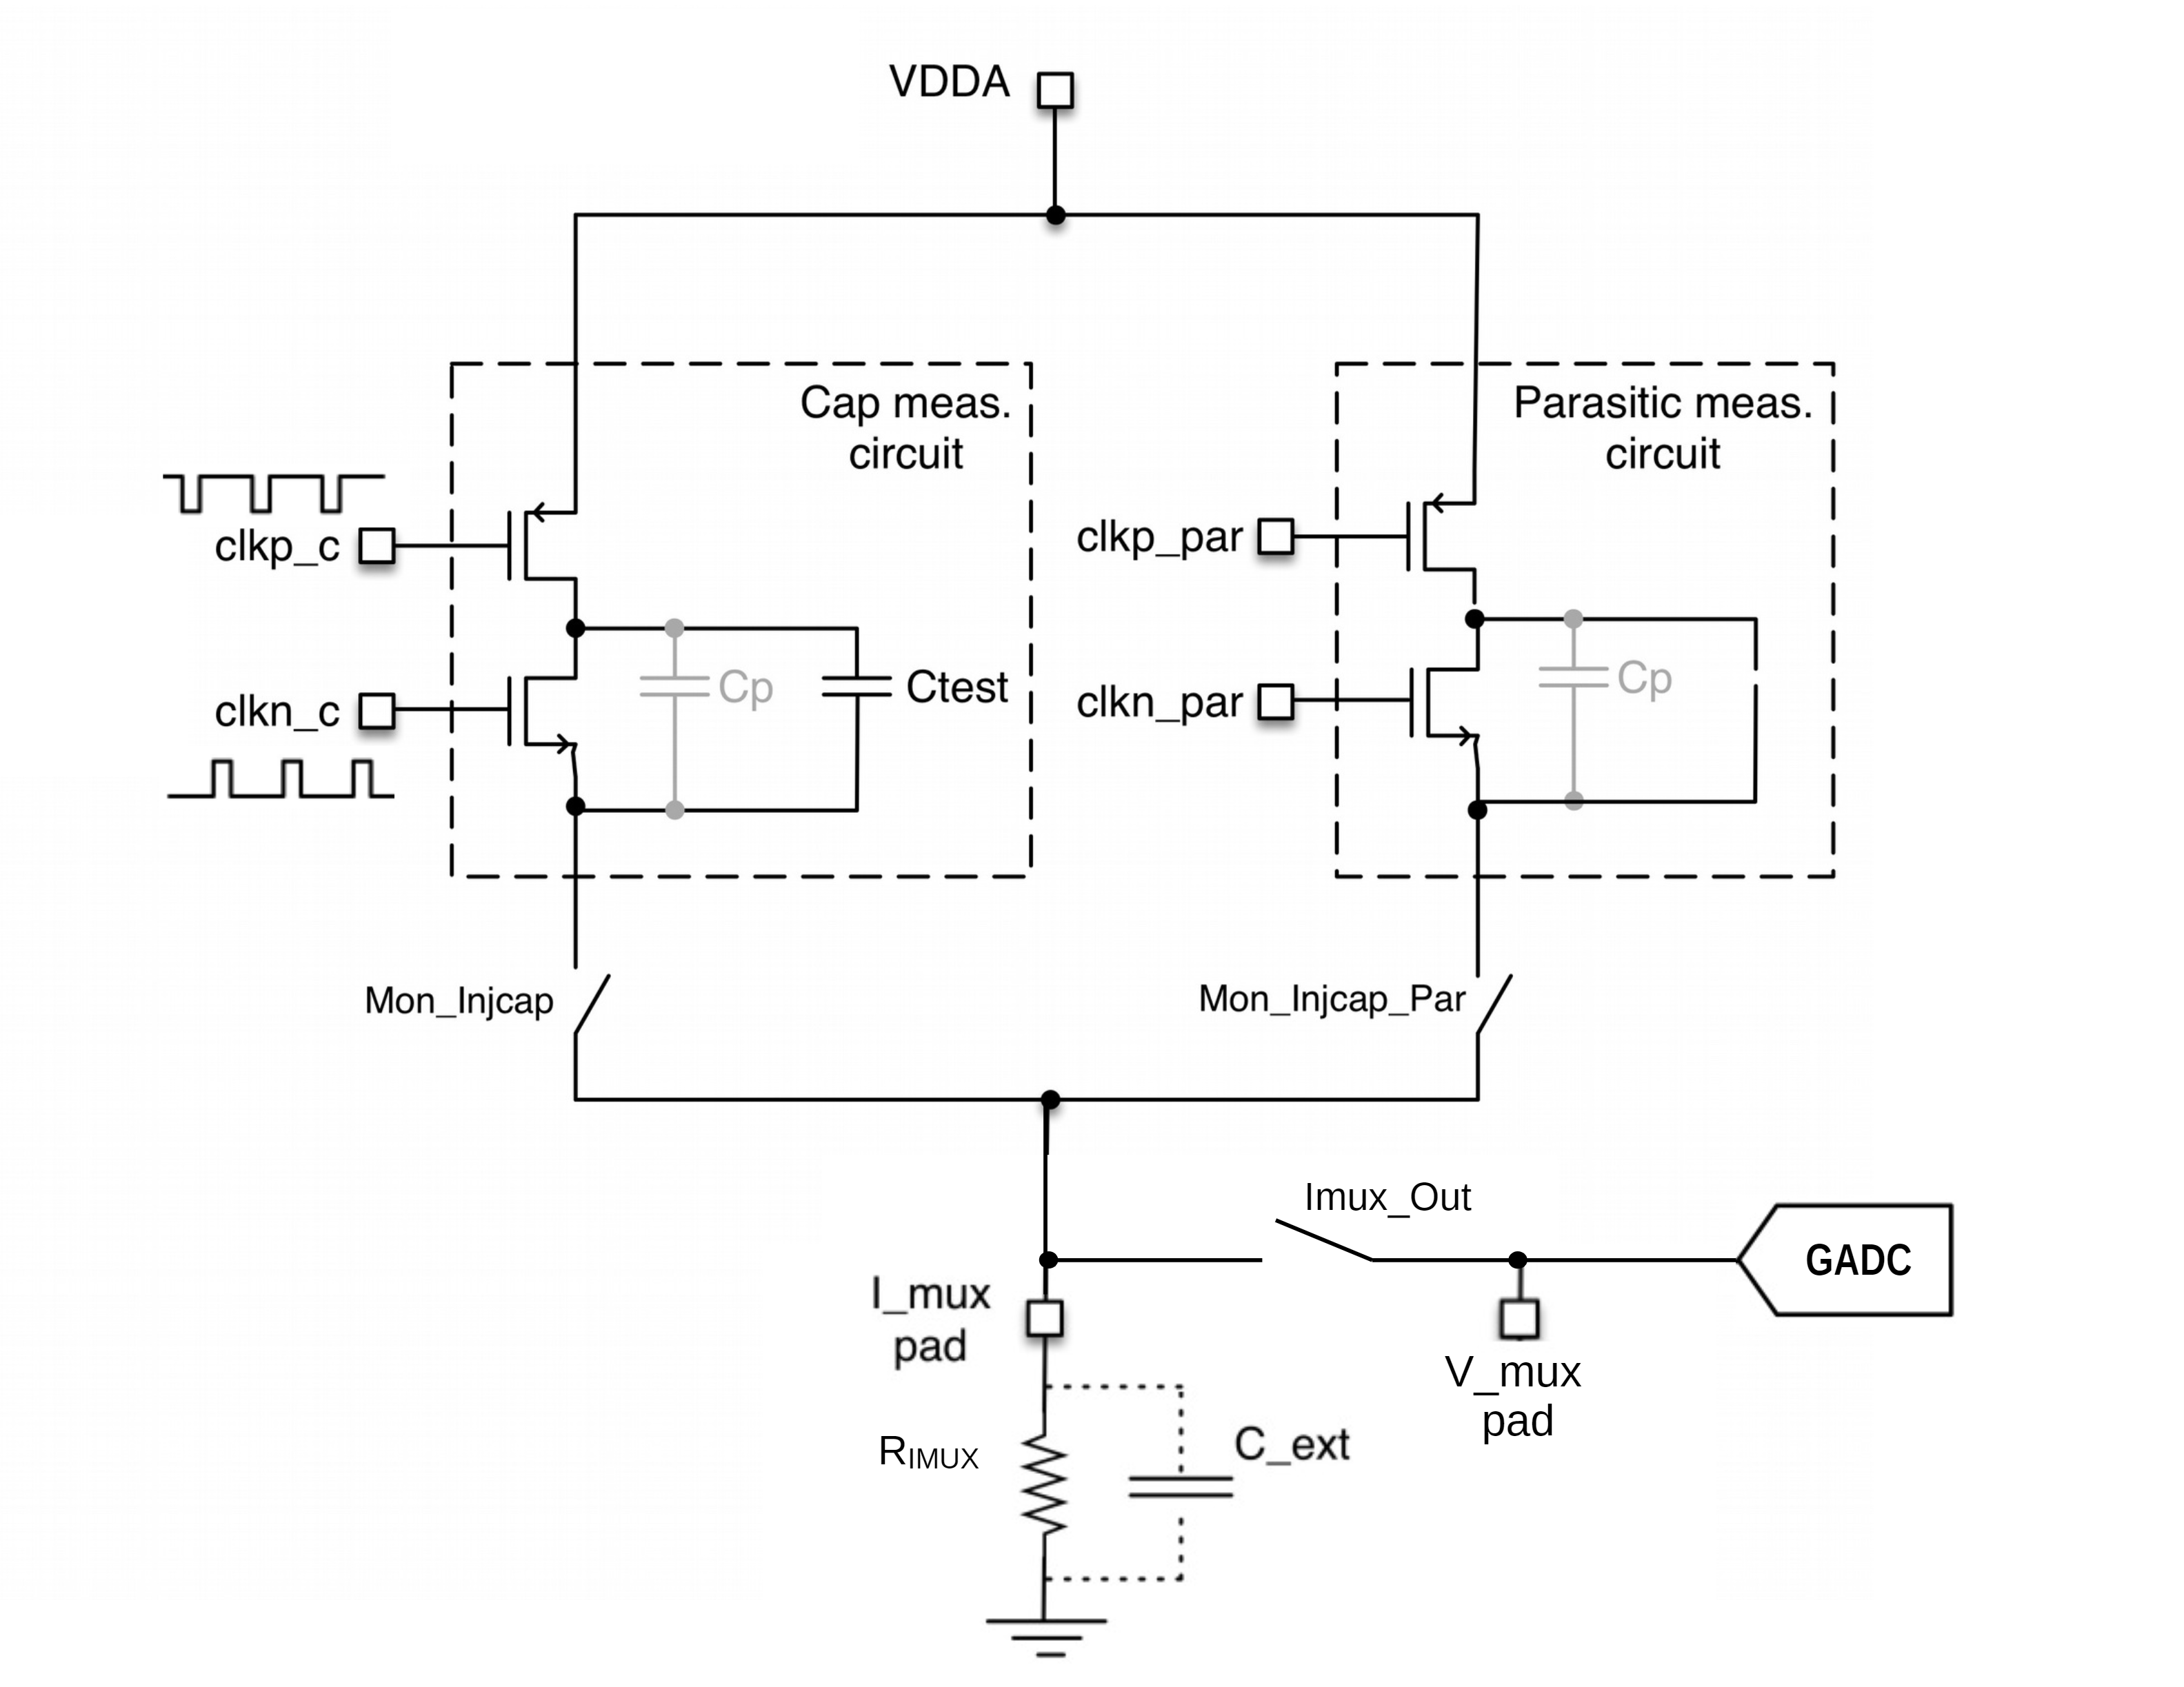 VDDA
Cap meas.
circuit
Parasitic meas.
circuit
clkp_c
clkp_par
Cp
Ctest
Cp
clkn_c
clkn_par
Mon_Injcap
Mon_Injcap_Par
Imux_Out
GADC
I_mux
pad
V_mux
pad
RIMUX
C_ext